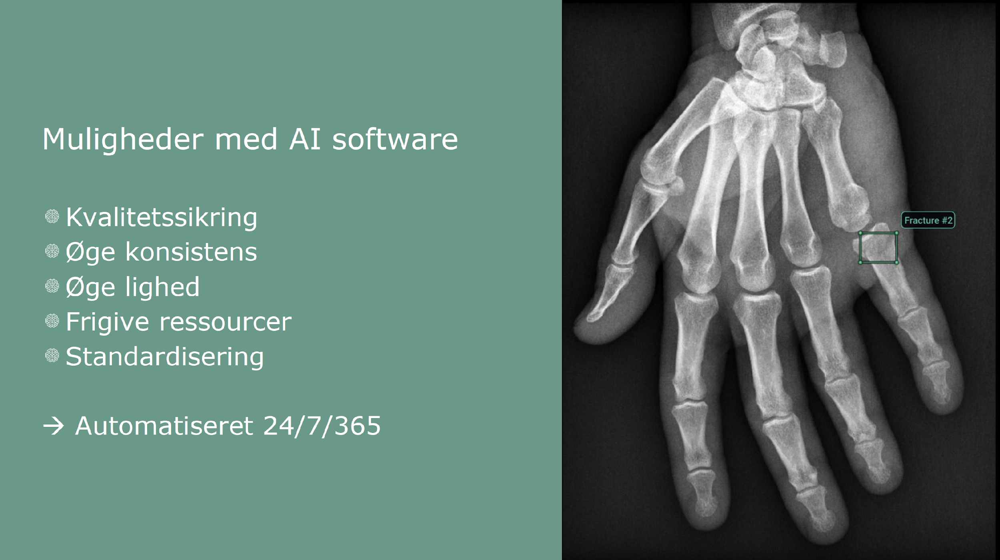 Muligheder med AI software
Kvalitetssikring
Øge konsistens
Øge lighed
Frigive ressourcer
Standardisering
→ Automatiseret 24/7/365
Fracture #2